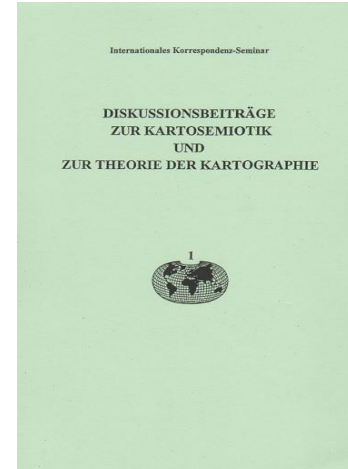 Internationales Korrespondenz-Seminar
DISKUSSIONSBEITRÄGE
ZUR KARTOSEMIOTIK
UND
ZUR THEORIE DER KARTOGRAPHIE
1